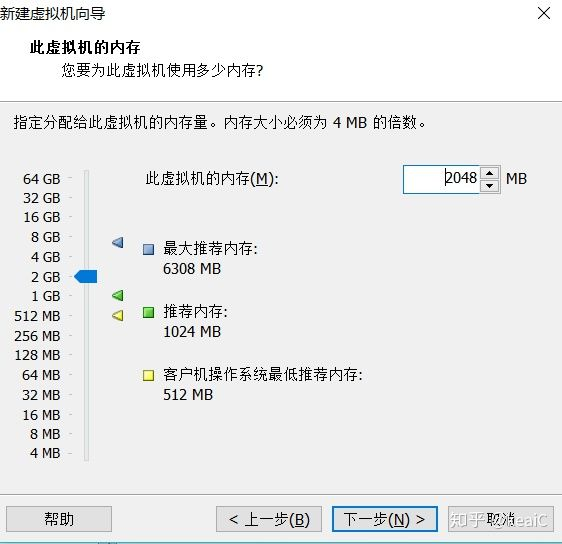 新建虚拟机向导
此虚拟机的内存
您要为此虚拟机使用多少内存?
指定分配给此虚拟机的内存量。内存大小必须为 4 MB 的倍数。
此虚拟机的内存(M):
2048 MB
64 GB
32 GB
16 GB
8 GB
4 GB
2 GB
1 GB
512 MB
256 MB
128 MB
64 MB
32 MB
16 MB
8 MB
4 MB
最大推荐内存:
6308 MB
推荐内存:
1024 MB
客户机操作系统最低推荐内存:
512 MB
帮助
< 上一步(B)
下一步(N) >
取消
知乎